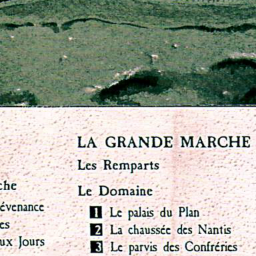 LA GRANDE MARCHE
Les Remparts
Le Domaine
1 Le palais du Plan
2 La chaussée des Nantis
3 Le parvis des Confréries
che
évenance
es
ux Jours